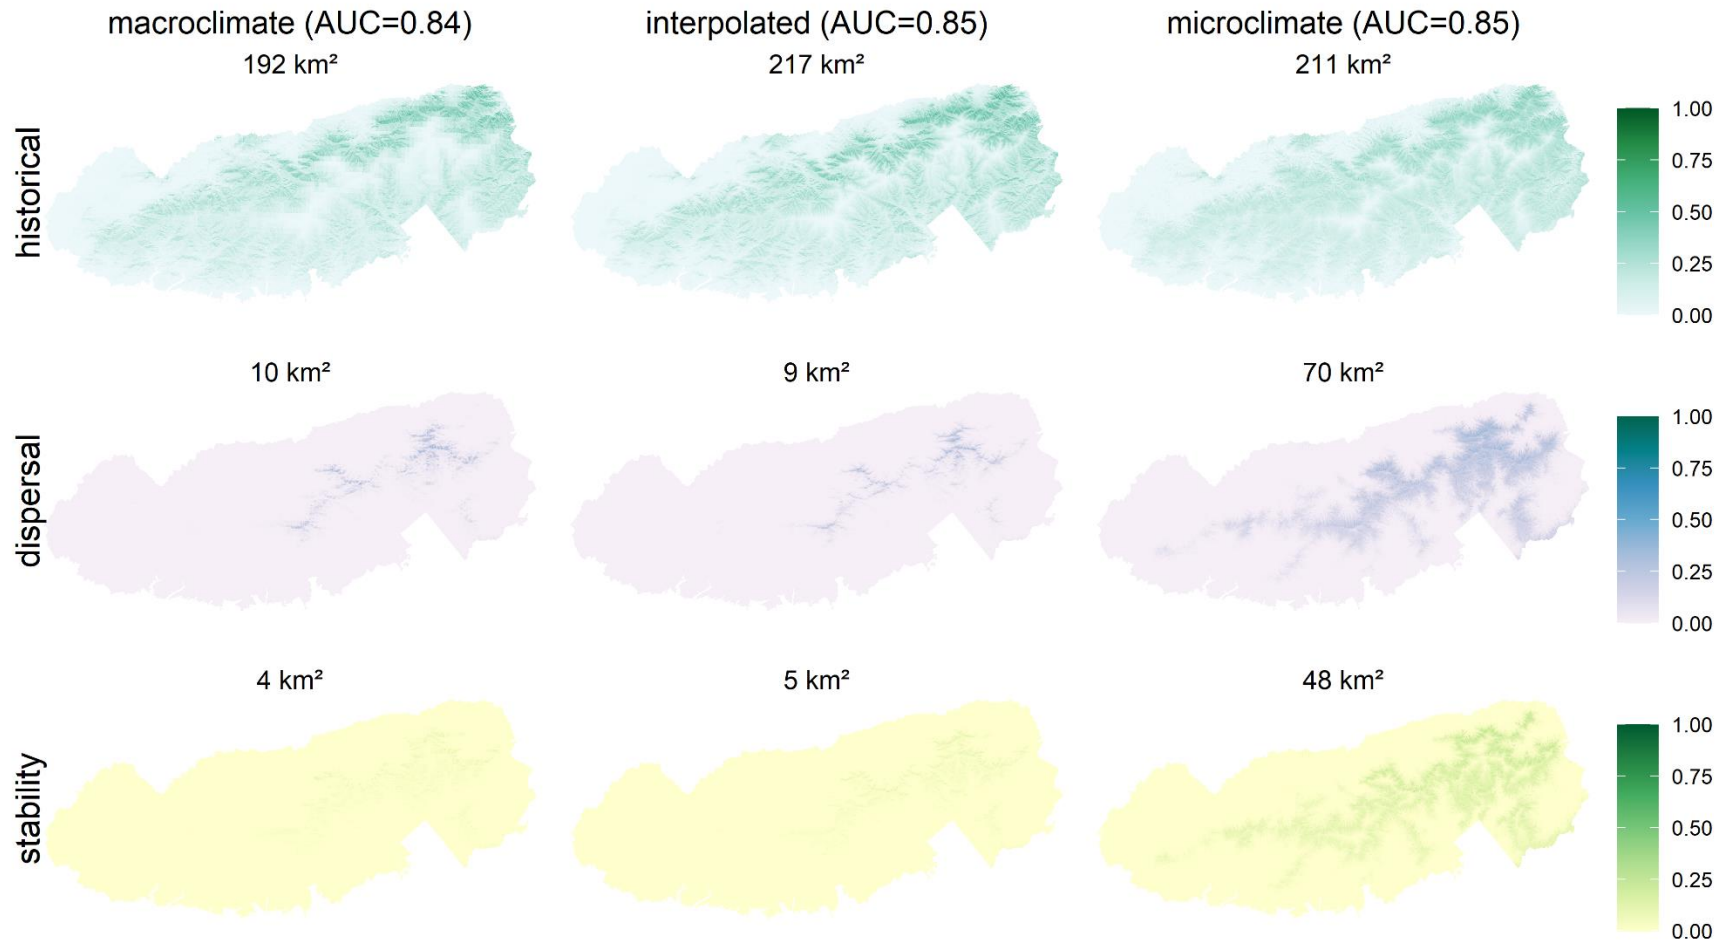 macroclimate (AUC=0.84)
interpolated (AUC=0.85)
microclimate (AUC=0.85)
192 km²
217 km²
211 km²
historical
1.00
0.75
0.50
0.25
0.00
10 km²
9 km²
70 km²
dispersal
1.00
0.75
0.50
0.25
0.00
4 km²
5 km²
48 km²
stability
1.00
0.75
0.50
0.25
0.00